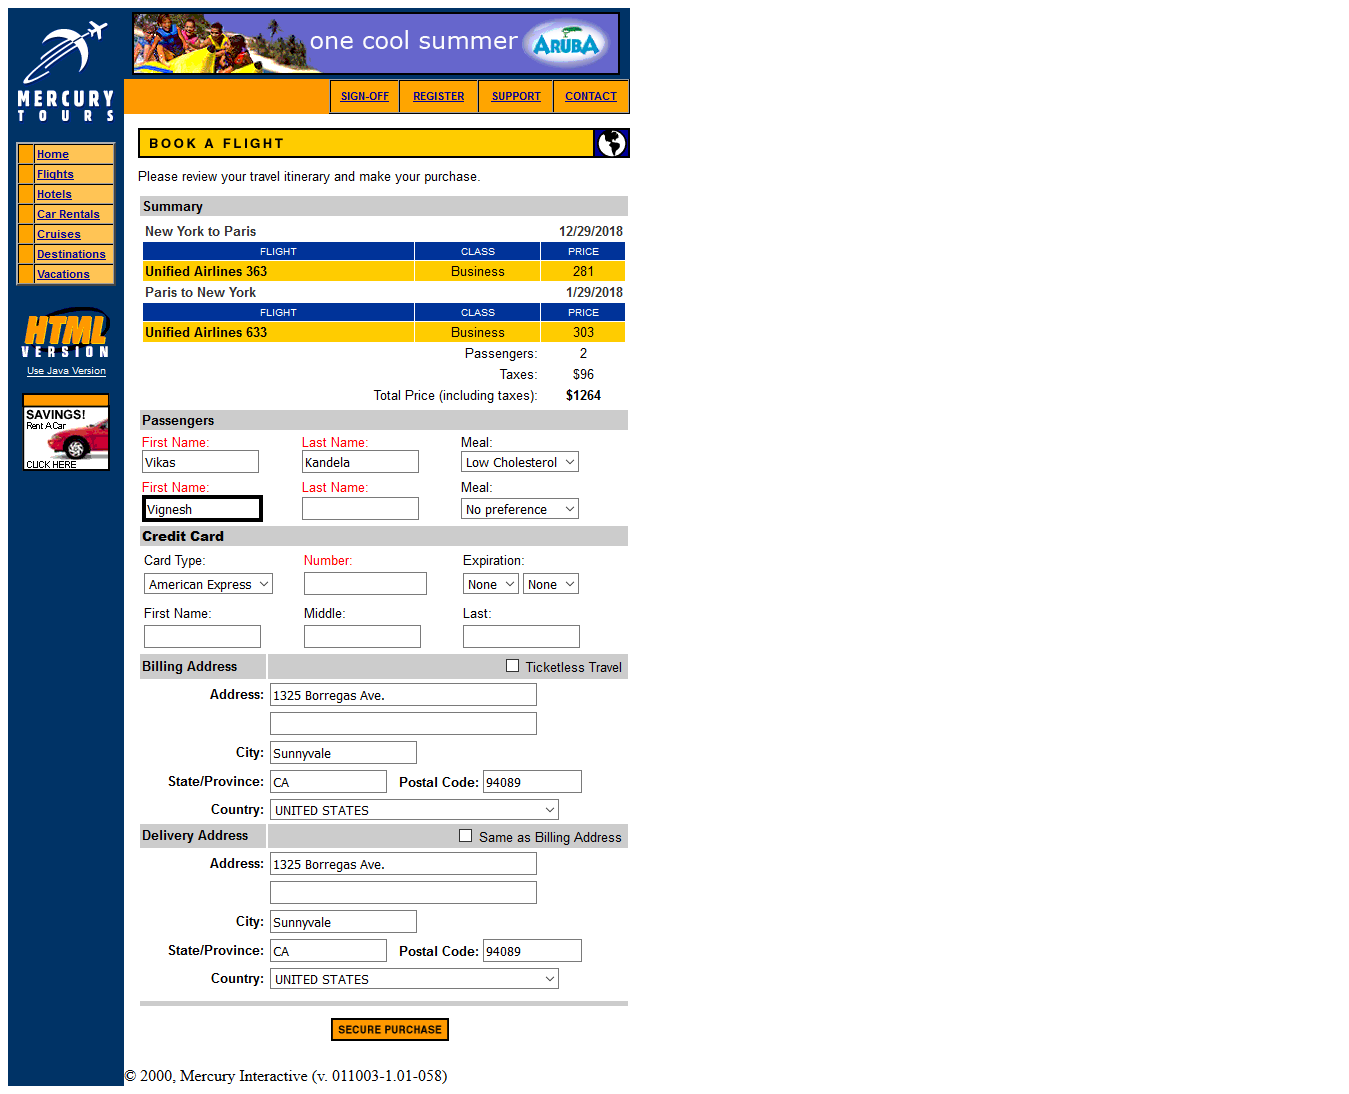 one cool summer ARUBA
MERCURY
TOURS
SIGN-OFF REGISTER SUPPORT CONTACT
Home
Flights
Hotels
Car Rentals
Cruises
Destinations
Vacations
HTML
VERSION
Use Java Version
SAVINGS!
Rent A Car
CLICK HERE
BOOK A FLIGHT
Please review your travel itinerary and make your purchase.
Summary
New York to Paris 12/29/2018
FLIGHT CLASS PRICE
Unified Airlines 363 Business 281
Paris to New York 1/29/2018
FLIGHT CLASS PRICE
Unified Airlines 633 Business 303
Passengers: 2
Taxes: $96
Total Price (including taxes): $1264
Passengers
First Name: Last Name: Meal:
Vikas Kandela Low Cholesterol
First Name: Last Name: Meal:
Vignesh No preference
Credit Card
Card Type: Number: Expiration:
American Express None None
First Name: Middle: Last:
Billing Address Ticketless Travel
Address: 1325 Borregas Ave.
City: Sunnyvale
State/Province: CA Postal Code: 94089
Country: UNITED STATES
Delivery Address Same as Billing Address
Address: 1325 Borregas Ave.
City: Sunnyvale
State/Province: CA Postal Code: 94089
Country: UNITED STATES
SECURE PURCHASE
© 2000, Mercury Interactive (v. 011003-1.01-058)